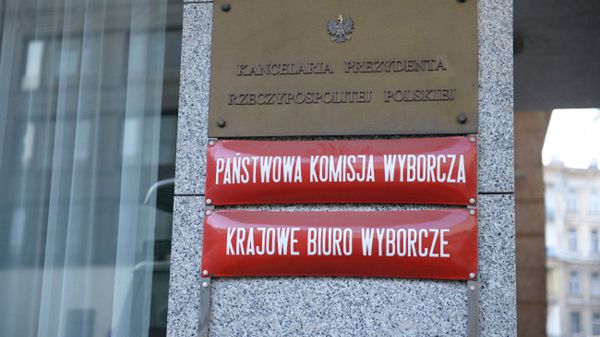 KANCELARIA PREZYDENTA
RZECZYPOSPOLITEJ POLSKIEJ
PAŃSTWOWA KOMISJA WYBORCZA
KRAJOWE BIURO WYBORCZE